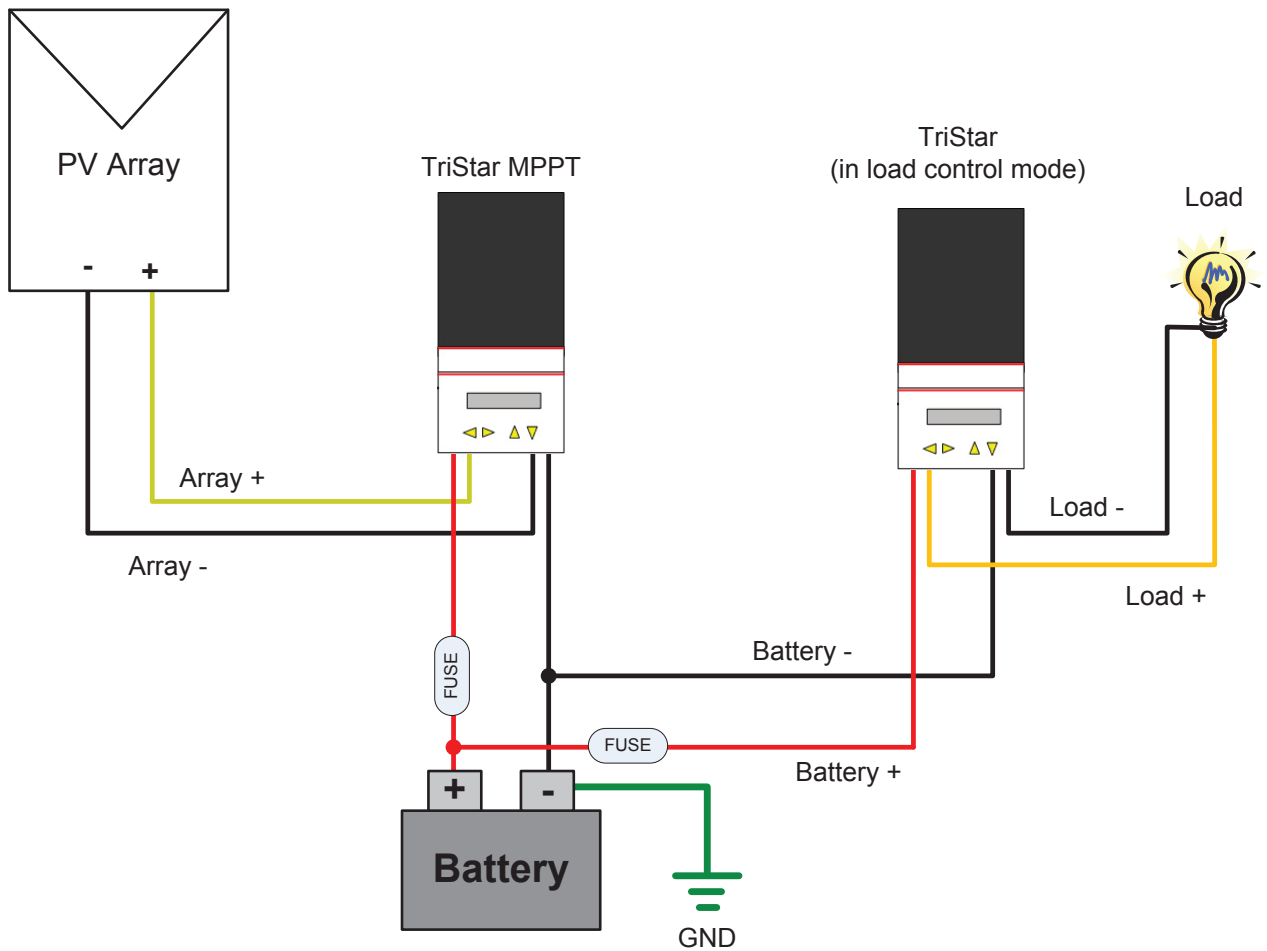 PV Array
- +
TriStar MPPT
TriStar
(in load control mode)
Load
Array +
Array -
Load -
Load +
Battery -
FUSE
FUSE
Battery +
+ -
Battery
GND